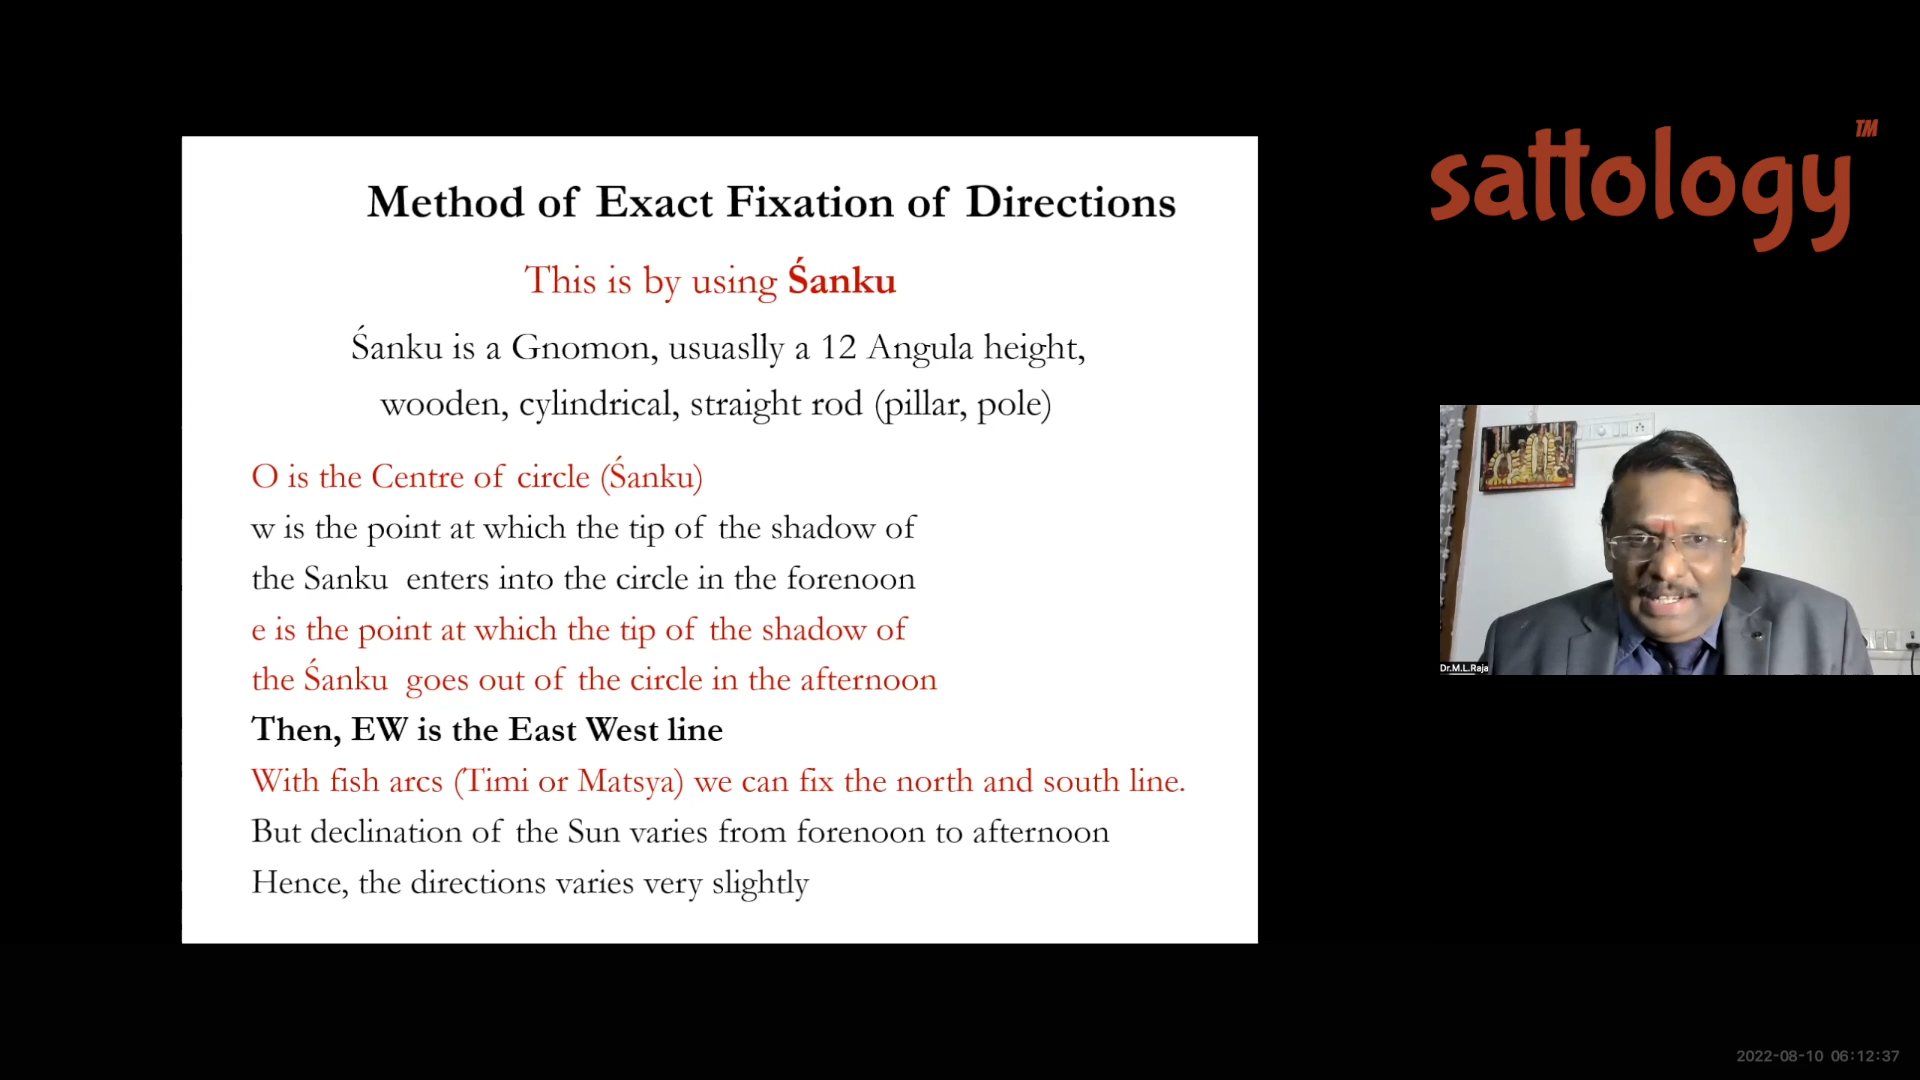 Method of Exact Fixation of Directions
This is by using Śanku
Śanku is a Gnomon, usuaslly a 12 Angula height,
wooden, cylindrical, straight rod (pillar, pole)
O is the Centre of circle (Śanku)
w is the point at which the tip of the shadow of
the Sanku enters into the circle in the forenoon
e is the point at which the tip of the shadow of
the Śanku goes out of the circle in the afternoon
Then, EW is the East West line
With fish arcs (Timi or Matsya) we can fix the north and south line.
But declination of the Sun varies from forenoon to afternoon
Hence, the directions varies very slightly
sattology TM
Dr.M.L.Raja
2022-08-10 06:12:37